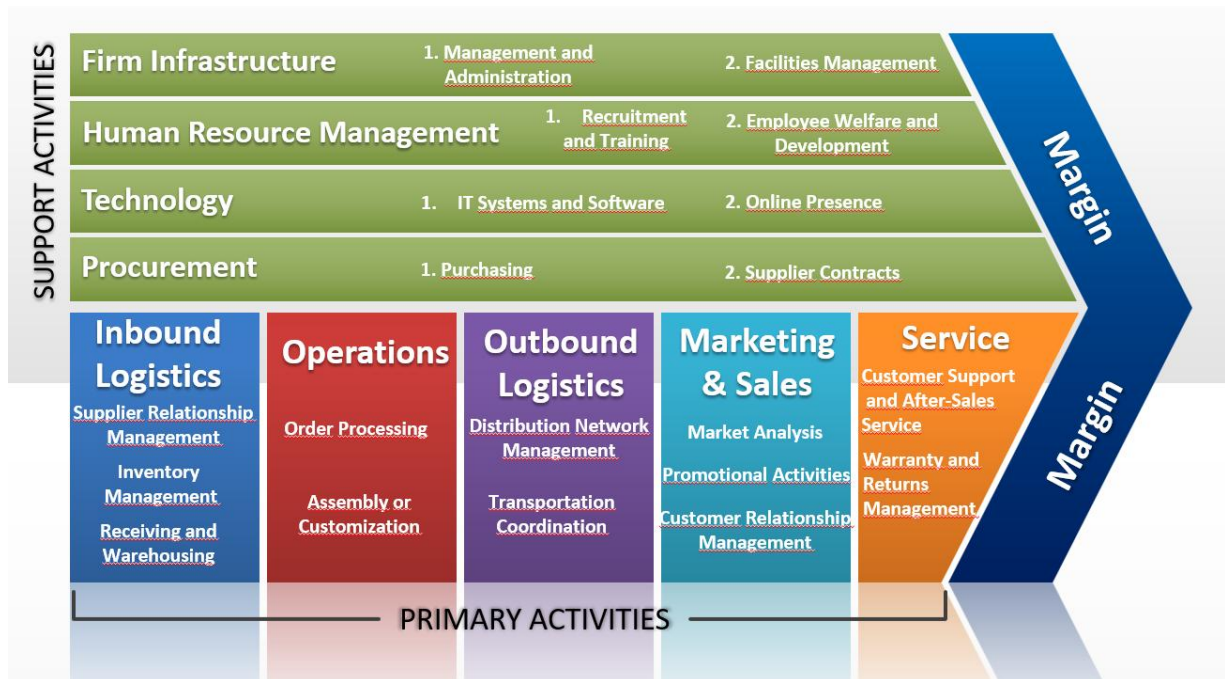 SUPPORT ACTIVITIES
Firm Infrastructure
1. Management and
Administration
2. Facilities Management
Human Resource Management
1. Recruitment
and Training
2. Employee Welfare and
Development
Technology
1. IT Systems and Software
2. Online Presence
Procurement
1. Purchasing
2. Supplier Contracts
Margin
Margin
Inbound
Logistics
Supplier Relationship
Management
Inventory
Management
Receiving and
Warehousing
Operations
Order Processing
Assembly or
Customization
Outbound
Logistics
Distribution Network
Management
Transportation
Coordination
Marketing
& Sales
Market Analysis
Promotional Activities
Customer Relationship
Management
Service
Customer Support
and After-Sales
Service
Warranty and
Returns
Management
PRIMARY ACTIVITIES